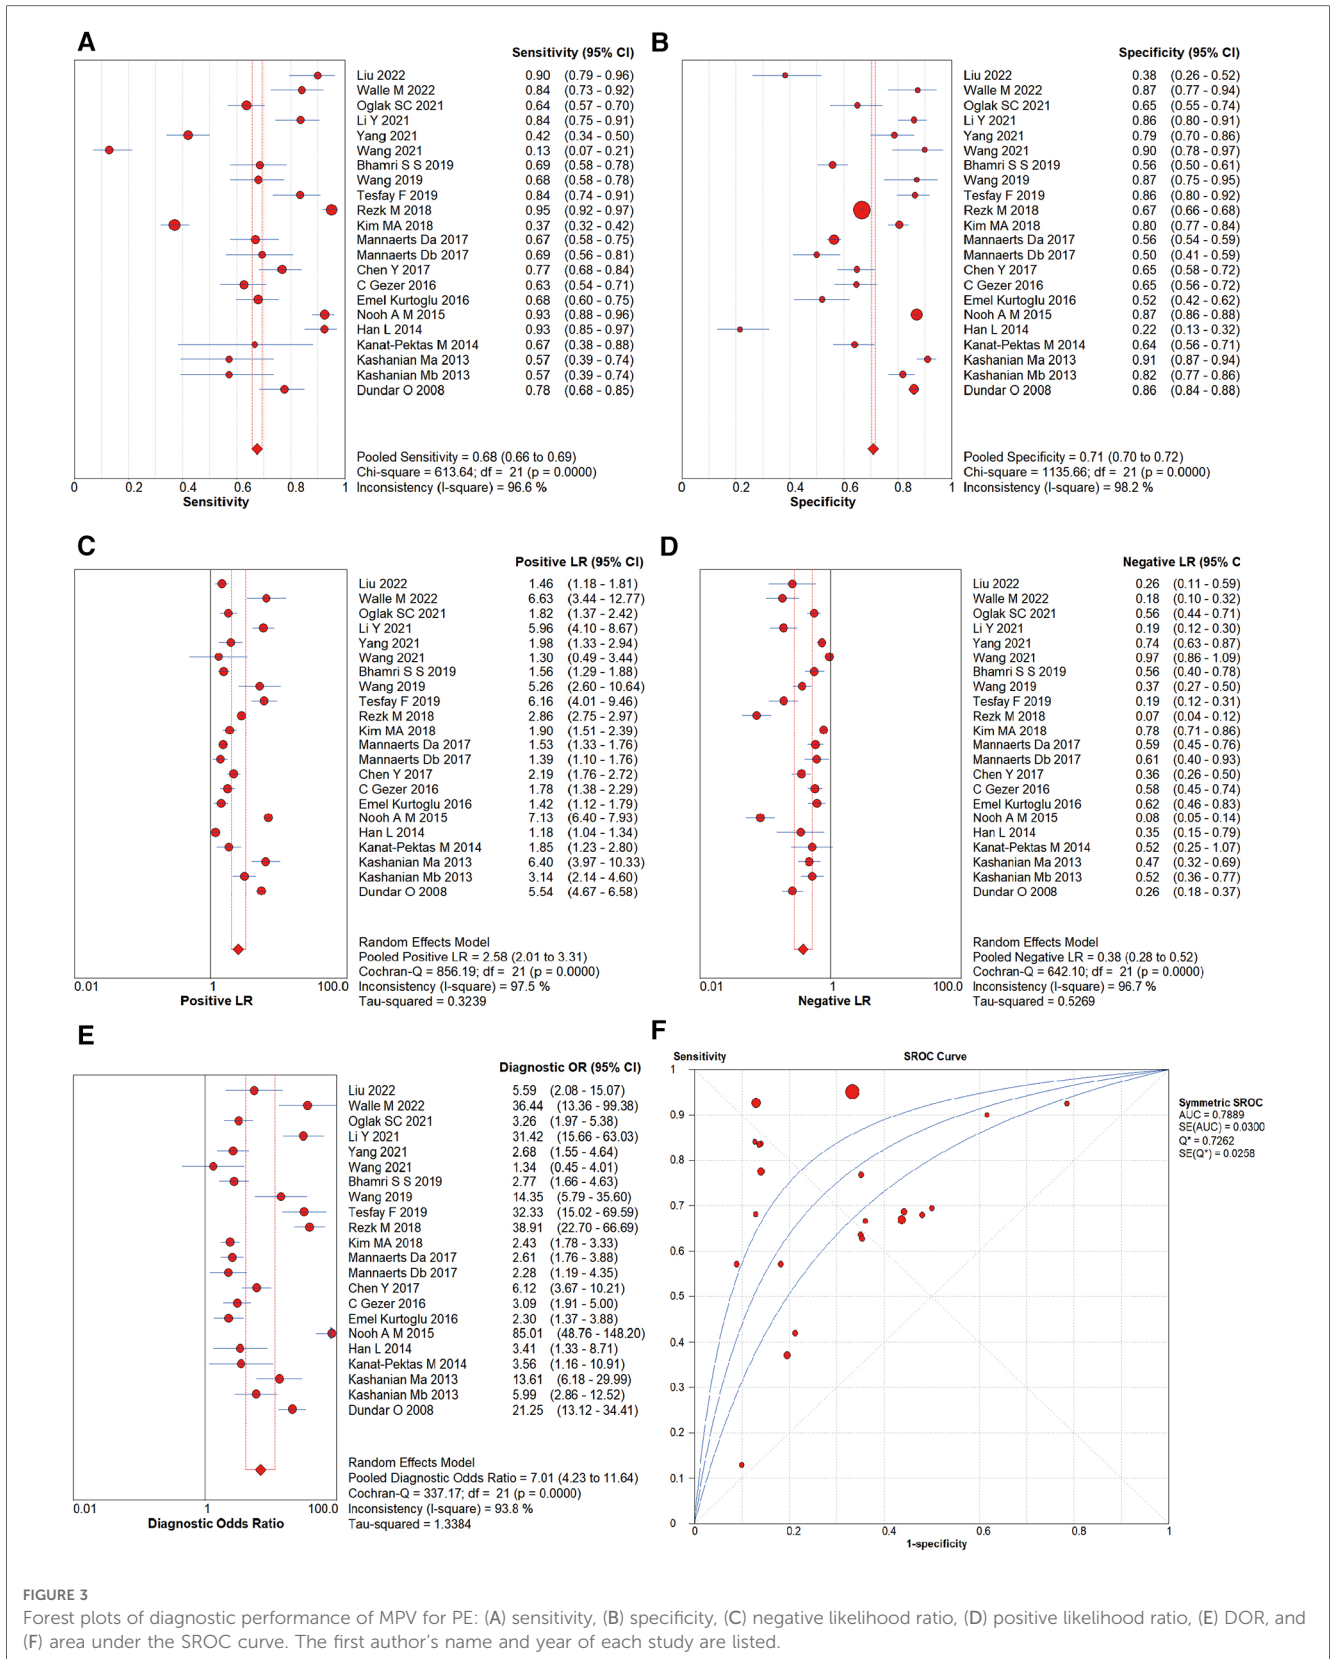 A
Sensitivity (95% CI)
Liu 2022 0.90 (0.79 - 0.96)
Walle M 2022 0.84 (0.73 - 0.92)
Oglak SC 2021 0.64 (0.57 - 0.70)
Li Y 2021 0.84 (0.75 - 0.91)
Yang 2021 0.42 (0.34 - 0.50)
Wang 2021 0.13 (0.07 - 0.21)
Bhamri S S 2019 0.69 (0.58 - 0.78)
Wang 2019 0.68 (0.58 - 0.78)
Tesfay F 2019 0.84 (0.74 - 0.91)
Rezk M 2018 0.95 (0.92 - 0.97)
Kim MA 2018 0.37 (0.32 - 0.42)
Mannaerts Da 2017 0.67 (0.58 - 0.75)
Mannaerts Db 2017 0.69 (0.56 - 0.81)
Chen Y 2017 0.77 (0.68 - 0.84)
C Gezer 2016 0.63 (0.54 - 0.71)
Emel Kurtoglu 2016 0.68 (0.60 - 0.75)
Nooh A M 2015 0.93 (0.88 - 0.96)
Han L 2014 0.93 (0.85 - 0.97)
Kanat-Pektas M 2014 0.67 (0.38 - 0.88)
Kashanian Ma 2013 0.57 (0.39 - 0.74)
Kashanian Mb 2013 0.57 (0.39 - 0.74)
Dundar O 2008 0.78 (0.68 - 0.85)
Pooled Sensitivity = 0.68 (0.66 to 0.69)
Chi-square = 613.64; df = 21 (p = 0.0000)
Inconsistency (I-square) = 96.6 %
0 0.2 0.4 0.6 0.8 1
Sensitivity
B
Specificity (95% CI)
Liu 2022 0.38 (0.26 - 0.52)
Walle M 2022 0.87 (0.77 - 0.94)
Oglak SC 2021 0.65 (0.55 - 0.74)
Li Y 2021 0.86 (0.80 - 0.91)
Yang 2021 0.79 (0.70 - 0.86)
Wang 2021 0.90 (0.78 - 0.97)
Bhamri S S 2019 0.56 (0.50 - 0.61)
Wang 2019 0.87 (0.75 - 0.95)
Tesfay F 2019 0.86 (0.80 - 0.92)
Rezk M 2018 0.67 (0.66 - 0.68)
Kim MA 2018 0.80 (0.77 - 0.84)
Mannaerts Da 2017 0.56 (0.54 - 0.59)
Mannaerts Db 2017 0.50 (0.41 - 0.59)
Chen Y 2017 0.65 (0.58 - 0.72)
C Gezer 2016 0.65 (0.56 - 0.72)
Emel Kurtoglu 2016 0.52 (0.42 - 0.62)
Nooh A M 2015 0.87 (0.86 - 0.88)
Han L 2014 0.22 (0.13 - 0.32)
Kanat-Pektas M 2014 0.64 (0.56 - 0.71)
Kashanian Ma 2013 0.91 (0.87 - 0.94)
Kashanian Mb 2013 0.82 (0.77 - 0.86)
Dundar O 2008 0.86 (0.84 - 0.88)
Pooled Specificity = 0.71 (0.70 to 0.72)
Chi-square = 1135.66; df = 21 (p = 0.0000)
Inconsistency (I-square) = 98.2 %
0 0.2 0.4 0.6 0.8 1
Specificity
C
Positive LR (95% CI)
Liu 2022 1.46 (1.18 - 1.81)
Walle M 2022 6.63 (3.44 - 12.77)
Oglak SC 2021 1.82 (1.37 - 2.42)
Li Y 2021 5.96 (4.10 - 8.67)
Yang 2021 1.98 (1.33 - 2.94)
Wang 2021 1.30 (0.49 - 3.44)
Bhamri S S 2019 1.56 (1.29 - 1.88)
Wang 2019 5.26 (2.60 - 10.64)
Tesfay F 2019 6.16 (4.01 - 9.46)
Rezk M 2018 2.86 (2.75 - 2.97)
Kim MA 2018 1.90 (1.51 - 2.39)
Mannaerts Da 2017 1.53 (1.33 - 1.76)
Mannaerts Db 2017 1.39 (1.10 - 1.76)
Chen Y 2017 2.19 (1.76 - 2.72)
C Gezer 2016 1.78 (1.38 - 2.29)
Emel Kurtoglu 2016 1.42 (1.12 - 1.79)
Nooh A M 2015 7.13 (6.40 - 7.93)
Han L 2014 1.18 (1.04 - 1.34)
Kanat-Pektas M 2014 1.85 (1.23 - 2.80)
Kashanian Ma 2013 6.40 (3.97 - 10.33)
Kashanian Mb 2013 3.14 (2.14 - 4.60)
Dundar O 2008 5.54 (4.67 - 6.58)
Random Effects Model
Pooled Positive LR = 2.58 (2.01 to 3.31)
Cochran-Q = 856.19; df = 21 (p = 0.0000)
Inconsistency (I-square) = 97.5 %
Tau-squared = 0.3239
0.01 1 100.0
Positive LR
D
Negative LR (95% C
Liu 2022 0.26 (0.11 - 0.59)
Walle M 2022 0.18 (0.10 - 0.32)
Oglak SC 2021 0.56 (0.44 - 0.71)
Li Y 2021 0.19 (0.12 - 0.30)
Yang 2021 0.74 (0.63 - 0.87)
Wang 2021 0.97 (0.86 - 1.09)
Bhamri S S 2019 0.56 (0.40 - 0.78)
Wang 2019 0.37 (0.27 - 0.50)
Tesfay F 2019 0.19 (0.12 - 0.31)
Rezk M 2018 0.07 (0.04 - 0.12)
Kim MA 2018 0.78 (0.71 - 0.86)
Mannaerts Da 2017 0.59 (0.45 - 0.76)
Mannaerts Db 2017 0.61 (0.40 - 0.93)
Chen Y 2017 0.36 (0.26 - 0.50)
C Gezer 2016 0.58 (0.45 - 0.74)
Emel Kurtoglu 2016 0.62 (0.46 - 0.83)
Nooh A M 2015 0.08 (0.05 - 0.14)
Han L 2014 0.35 (0.15 - 0.79)
Kanat-Pektas M 2014 0.52 (0.25 - 1.07)
Kashanian Ma 2013 0.47 (0.32 - 0.69)
Kashanian Mb 2013 0.52 (0.36 - 0.77)
Dundar O 2008 0.26 (0.18 - 0.37)
Random Effects Model
Pooled Negative LR = 0.38 (0.28 to 0.52)
Cochran-Q = 642.10; df = 21 (p = 0.0000)
Inconsistency (I-square) = 96.7 %
Tau-squared = 0.5269
0.01 1 100.0
Negative LR
E
Diagnostic OR (95% CI)
Liu 2022 5.59 (2.08 - 15.07)
Walle M 2022 36.44 (13.36 - 99.38)
Oglak SC 2021 3.26 (1.97 - 5.38)
Li Y 2021 31.42 (15.66 - 63.03)
Yang 2021 2.68 (1.55 - 4.64)
Wang 2021 1.34 (0.45 - 4.01)
Bhamri S S 2019 2.77 (1.66 - 4.63)
Wang 2019 14.35 (5.79 - 35.60)
Tesfay F 2019 32.33 (15.02 - 69.59)
Rezk M 2018 38.91 (22.70 - 66.69)
Kim MA 2018 2.43 (1.78 - 3.33)
Mannaerts Da 2017 2.61 (1.76 - 3.88)
Mannaerts Db 2017 2.28 (1.19 - 4.35)
Chen Y 2017 6.12 (3.67 - 10.21)
C Gezer 2016 3.09 (1.91 - 5.00)
Emel Kurtoglu 2016 2.30 (1.37 - 3.88)
Nooh A M 2015 85.01 (48.76 - 148.20)
Han L 2014 3.41 (1.33 - 8.71)
Kanat-Pektas M 2014 3.56 (1.16 - 10.91)
Kashanian Ma 2013 13.61 (6.18 - 29.99)
Kashanian Mb 2013 5.99 (2.86 - 12.52)
Dundar O 2008 21.25 (13.12 - 34.41)
Random Effects Model
Pooled Diagnostic Odds Ratio = 7.01 (4.23 to 11.64)
Cochran-Q = 337.17; df = 21 (p = 0.0000)
Inconsistency (I-square) = 93.8 %
Tau-squared = 1.3384
0.01 1 100.0
Diagnostic Odds Ratio
F
Sensitivity SROC Curve
1
0.9
0.8
0.7
0.6
0.5
0.4
0.3
0.2
0.1
0
0 0.2 0.4 0.6 0.8 1
1-specificity
Symmetric SROC
AUC = 0.7889
SE(AUC) = 0.0300
Q* = 0.7262
SE(Q*) = 0.0258
FIGURE 3
Forest plots of diagnostic performance of MPV for PE: (A) sensitivity, (B) specificity, (C) negative likelihood ratio, (D) positive likelihood ratio, (E) DOR, and
(F) area under the SROC curve. The first author's name and year of each study are listed.